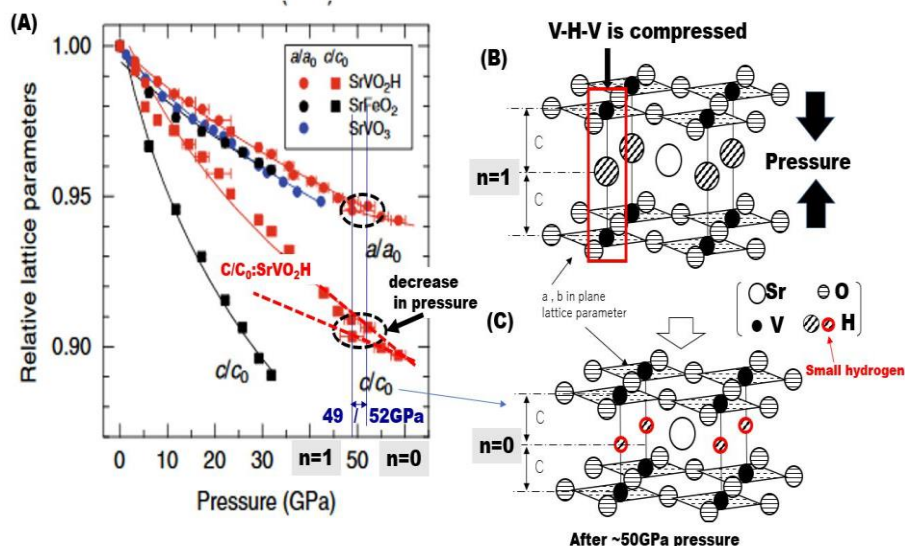 (A)
Relative lattice parameters
1.00
0.95
0.90
a/a₀ c/c₀
SrVO₂H
SrFeO₂
SrVO₃
a/a₀
C/C₀:SrVO₂H
decrease
in pressure
c/c₀
c/c₀
49 / 52GPa
n=1
n=0
0 10 20 30 50
Pressure (GPa)
V-H-V is compressed
(B)
C
n=1
C
Pressure
a , b in plane
lattice parameter
Sr
O
V
H
Small hydrogen
(C)
C
n=0
C
After ~50GPa pressure